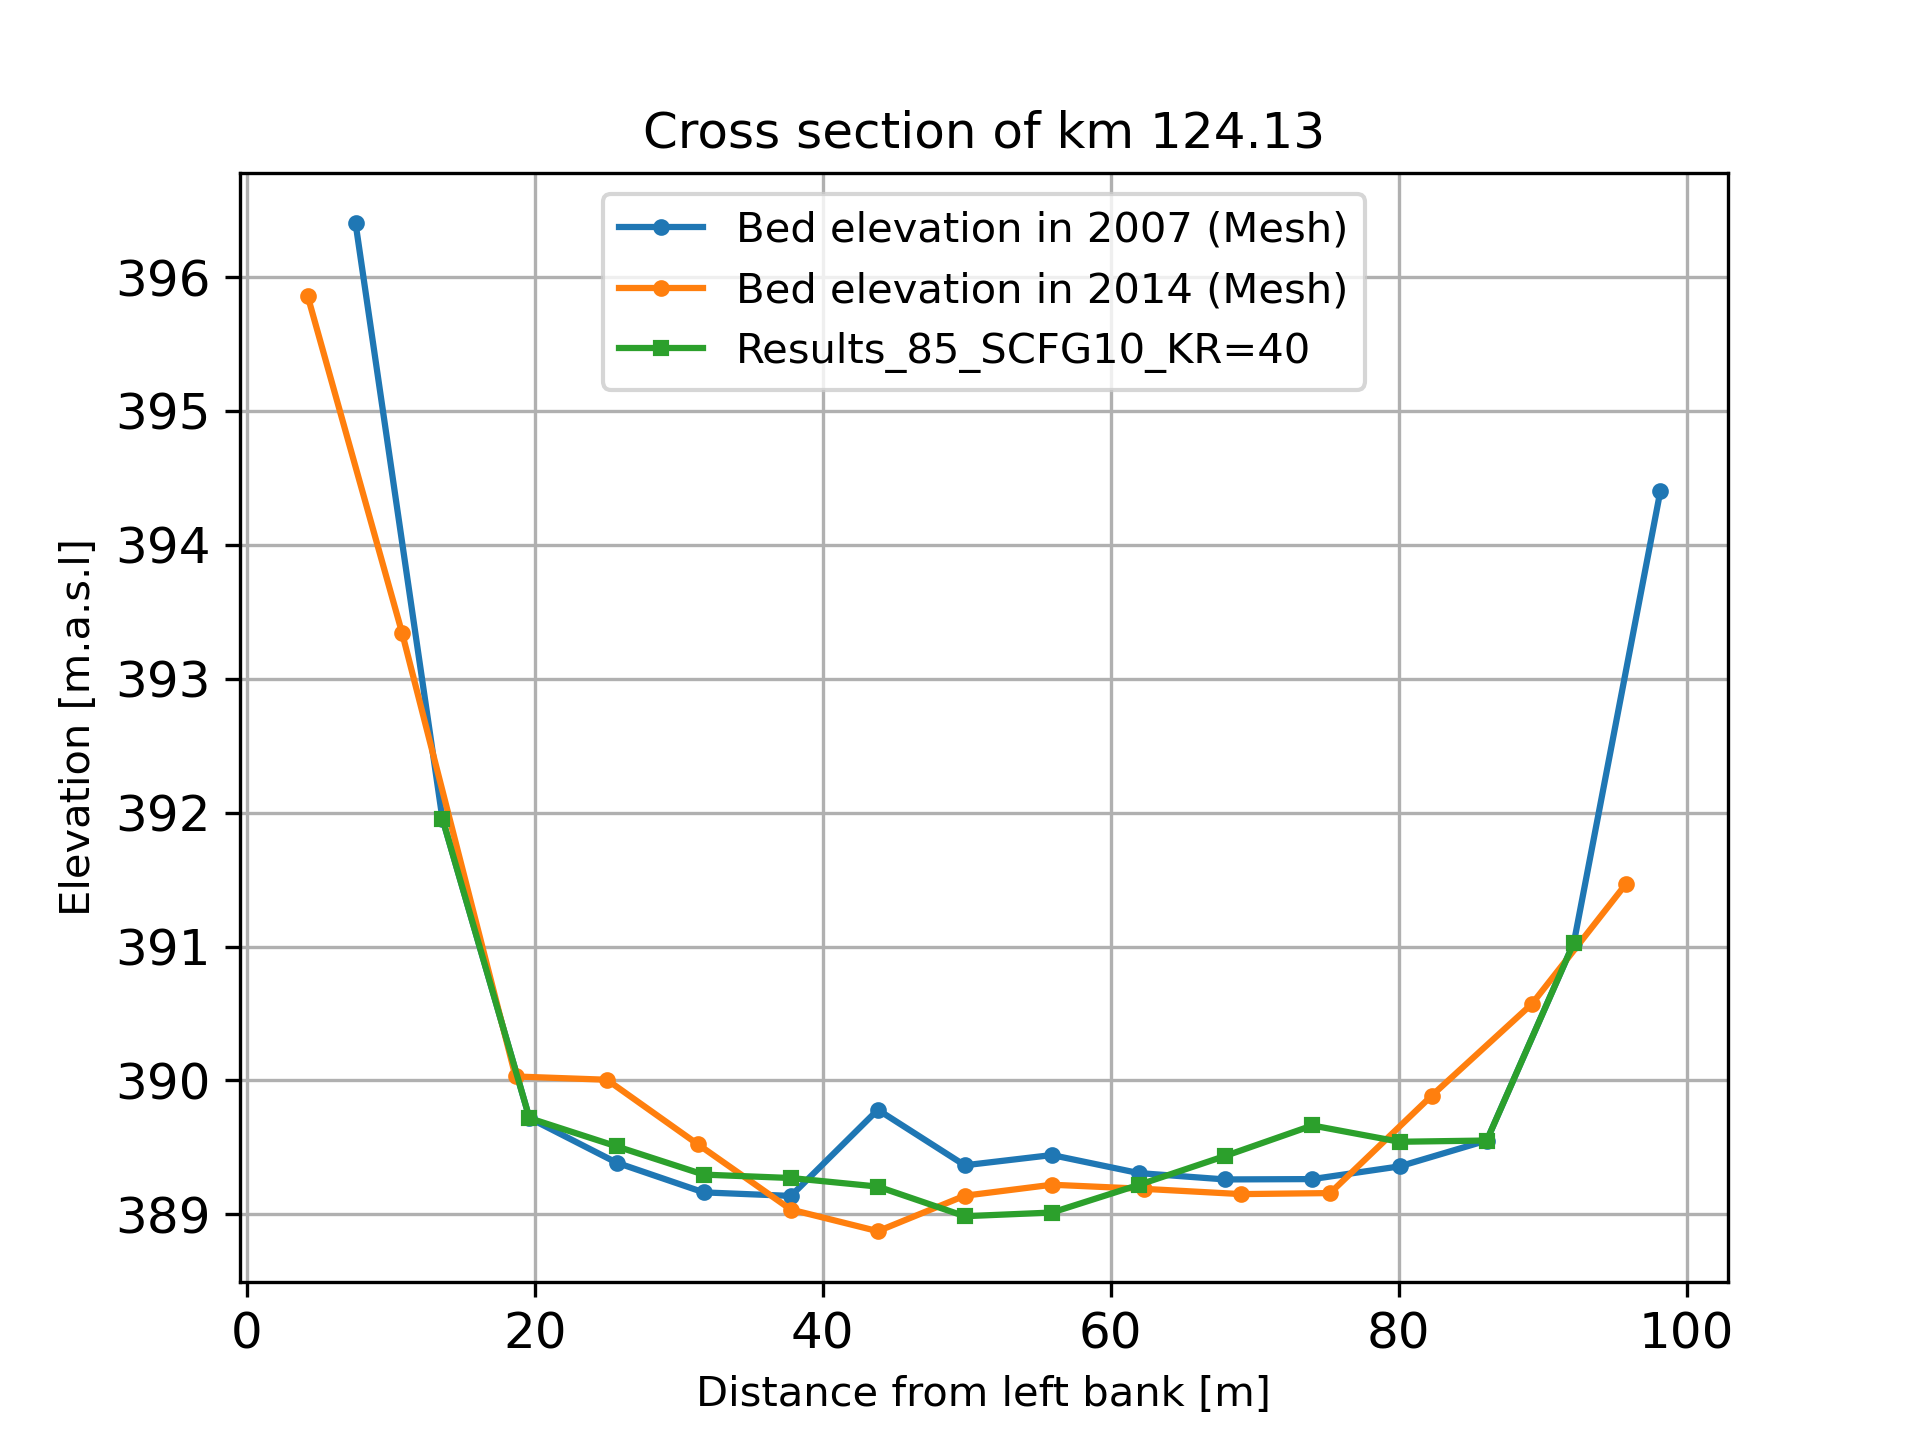 Cross section of km 124.13
Bed elevation in 2007 (Mesh)
Bed elevation in 2014 (Mesh)
Results_85_SCFG10_KR=40
396
395
394
393
392
391
390
389
Elevation [m.a.s.l]
0 20 40 60 80 100
Distance from left bank [m]